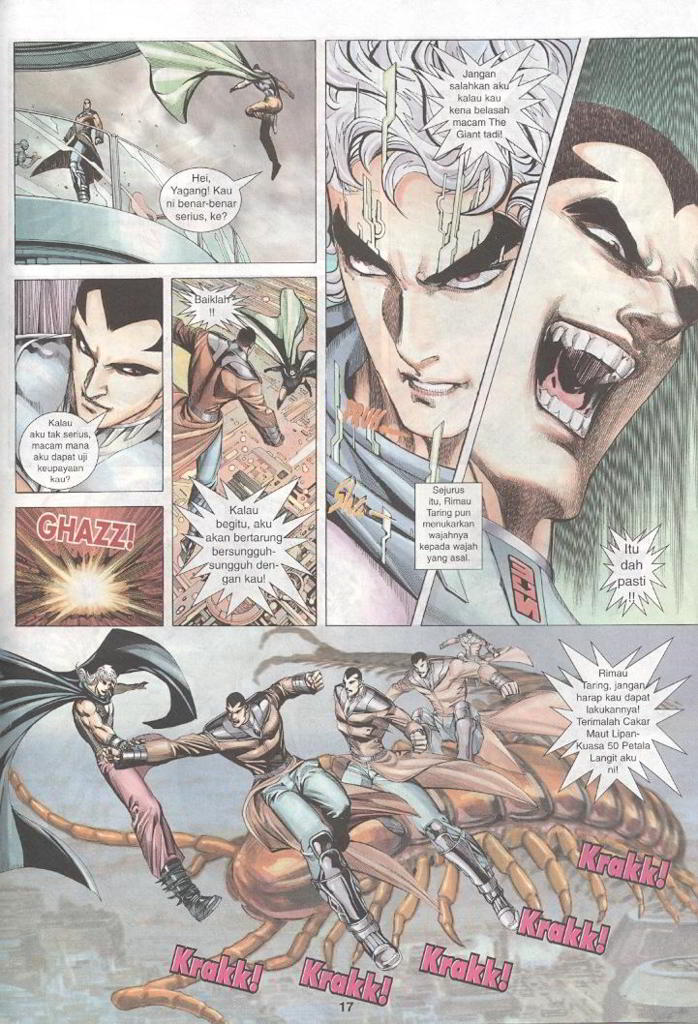 Hei,
Yagang! Kau
ni benar-benar
serius, ke?
Jangan
salahkan aku
kalau kau
kena belasah
macam The
Giant tadi!
Kalau
aku tak serius,
macam mana
aku dapat uji
keupayaan
kau?
Baiklah
!!
Kalau
begitu, aku
akan bertarung
bersungguh-
sungguh den-
gan kau!
GHAZZ!
Sejurus
itu, Rimau
Taring pun
menukarkan
wajahnya
kepada wajah
yang asal.
Itu
dah
pasti
!!
Rimau
Taring, jangan
harap kau dapat
lakukannya!
Terimalah Cakar
Maut Lipan-
Kuasa 50 Petala
Langit aku
ni!
Krakk!
Krakk!
Krakk!
Krakk!
Krakk!
17